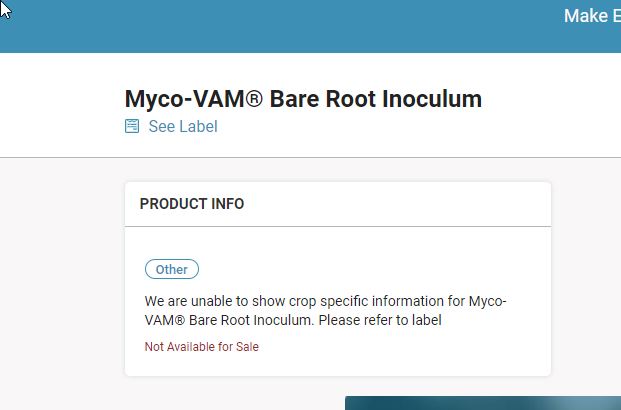 Make E
Myco-VAM® Bare Root Inoculum
See Label
PRODUCT INFO
Other
We are unable to show crop specific information for Myco-
VAM® Bare Root Inoculum. Please refer to label
Not Available for Sale